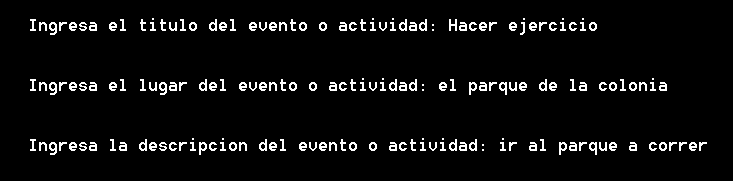 Ingresa el titulo del evento o actividad: Hacer ejercicio
Ingresa el lugar del evento o actividad: el parque de la colonia
Ingresa la descripcion del evento o actividad: ir al parque a correr